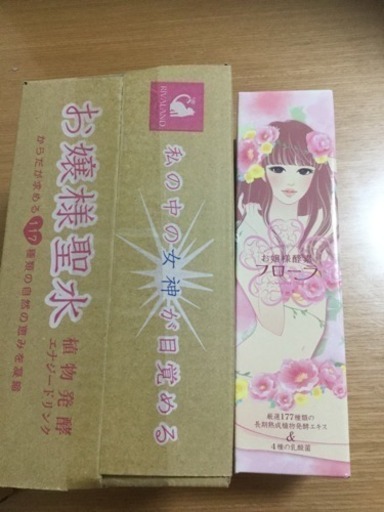 RIVALAND
私の中の女神が目覚める
お嬢様聖水
植物発酵
エナジードリンク
からだが求める117種類の自然の恵みを凝縮
お嬢様酵素
フローラ
厳選177種類の
長期熟成植物発酵エキス
&
4種の乳酸菌